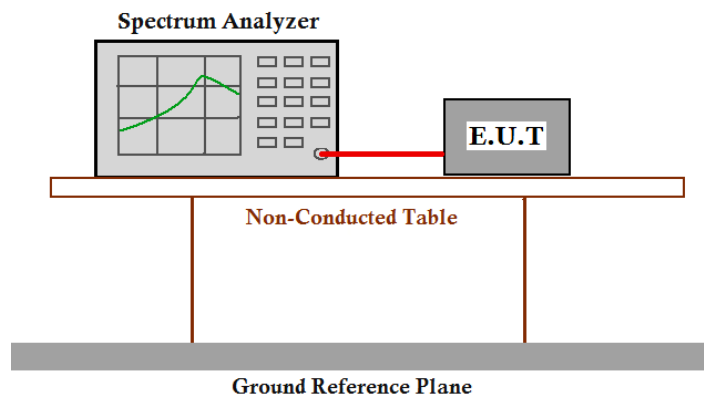 Spectrum Analyzer
E.U.T
Non-Conducted Table
Ground Reference Plane